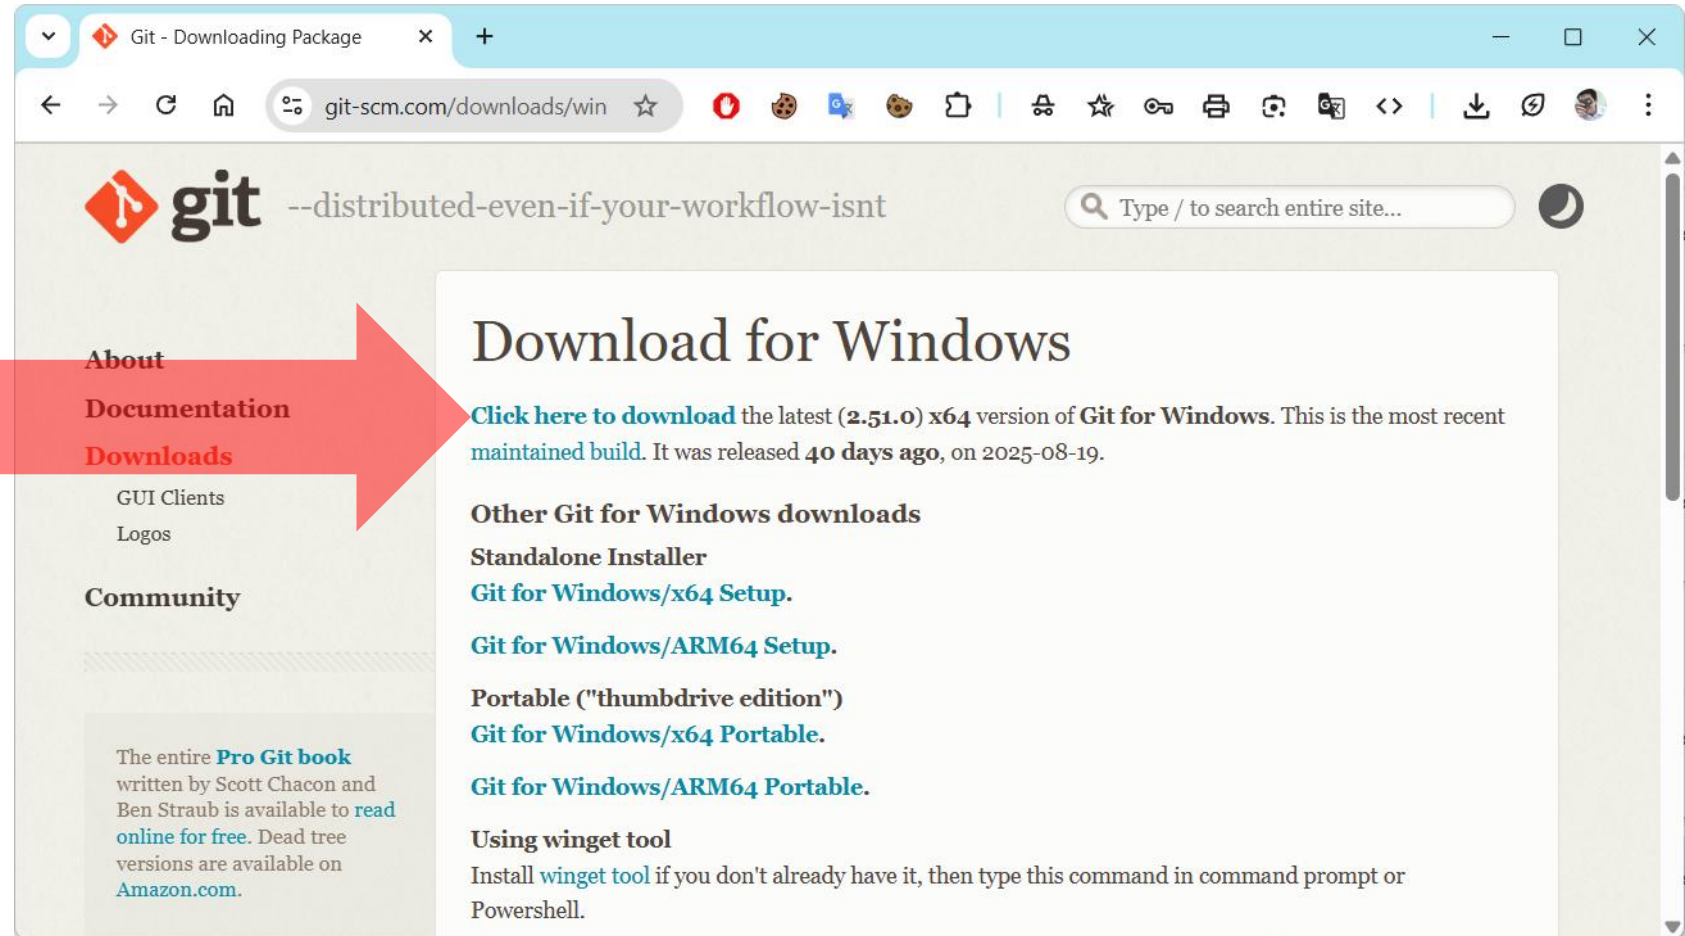 Git - Downloading Package
git-scm.com/downloads/win
git --distributed-even-if-your-workflow-isnt
Type / to search entire site...
About
Documentation
Downloads
GUI Clients
Logos
Community
The entire Pro Git book
written by Scott Chacon and
Ben Straub is available to read
online for free. Dead tree
versions are available on
Amazon.com.
Download for Windows
Click here to download the latest (2.51.0) x64 version of Git for Windows. This is the most recent
maintained build. It was released 40 days ago, on 2025-08-19.
Other Git for Windows downloads
Standalone Installer
Git for Windows/x64 Setup.
Git for Windows/ARM64 Setup.
Portable ("thumbdrive edition")
Git for Windows/x64 Portable.
Git for Windows/ARM64 Portable.
Using winget tool
Install winget tool if you don't already have it, then type this command in command prompt or
Powershell.